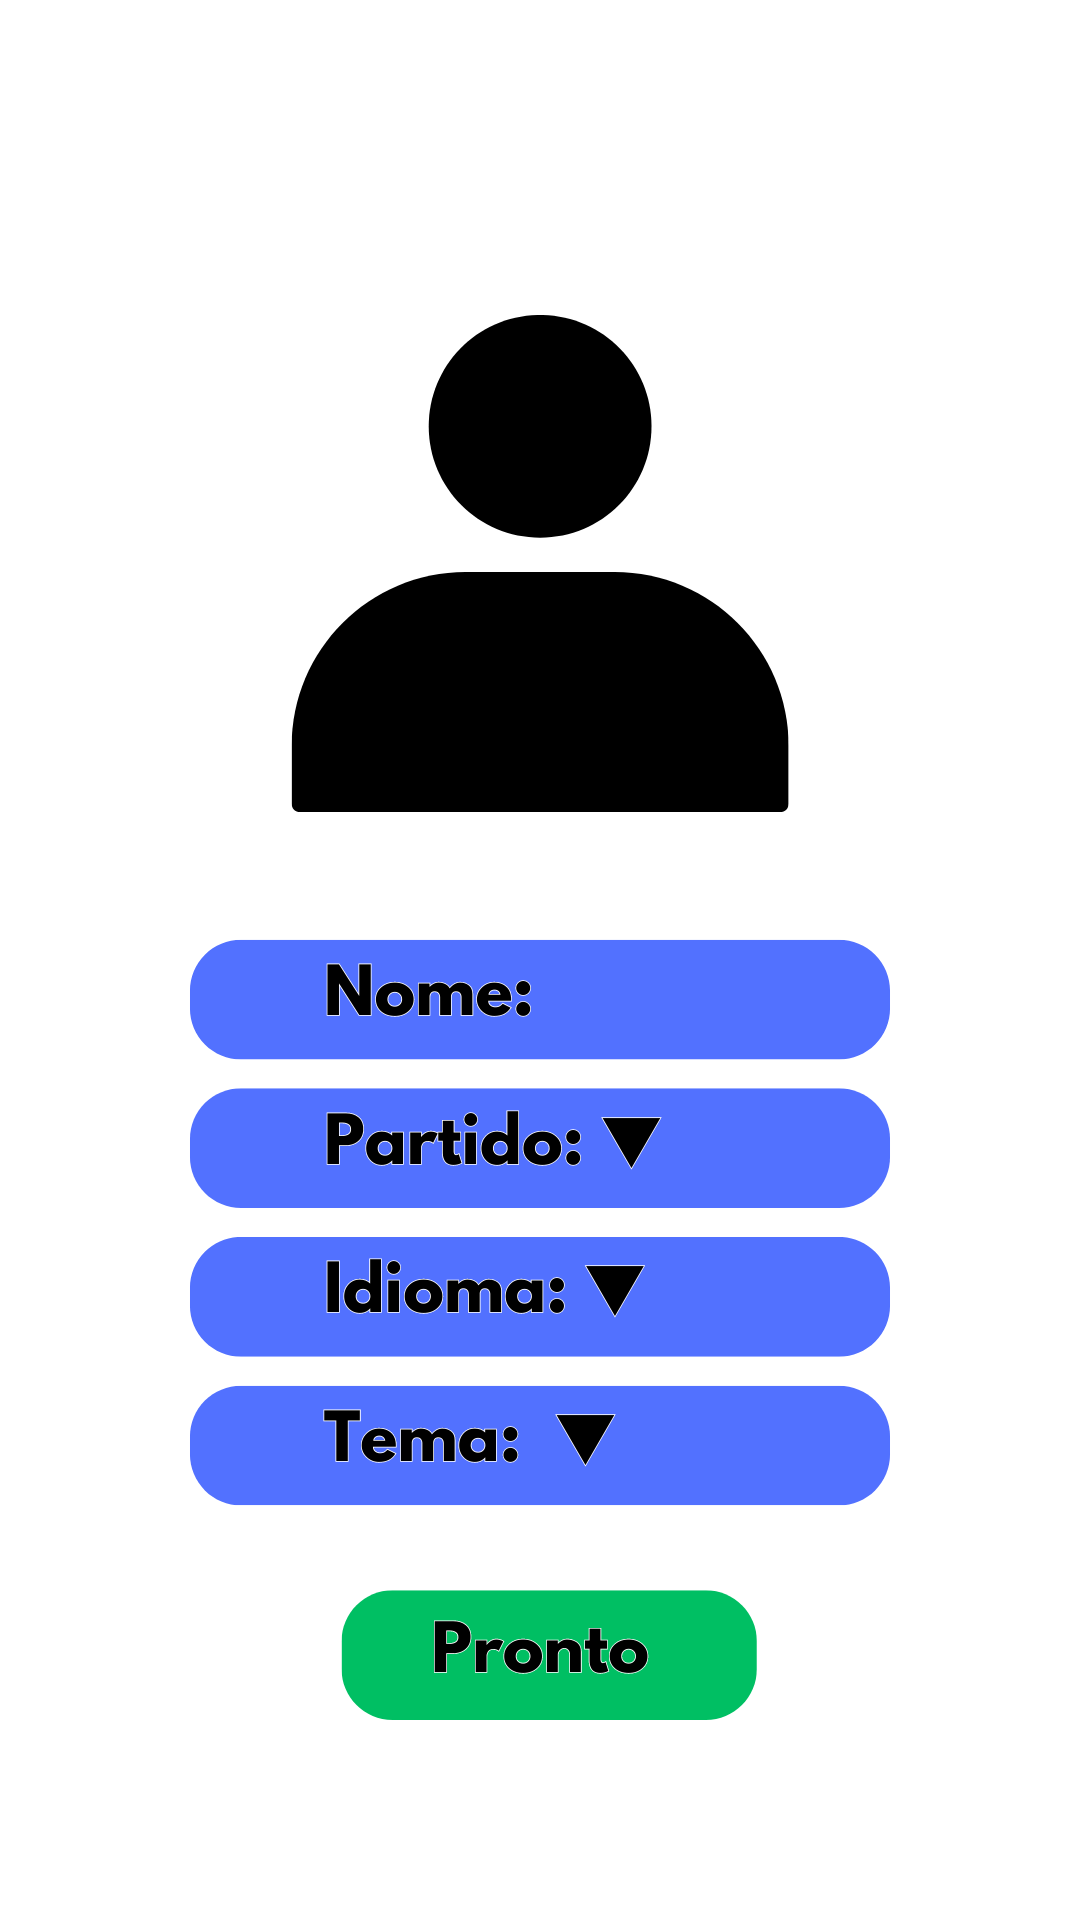 Nome:
Partido: ▼
Idioma: ▼
Tema: ▼
Pronto